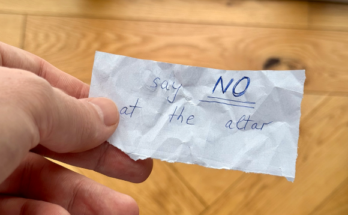 say NO
at the altar